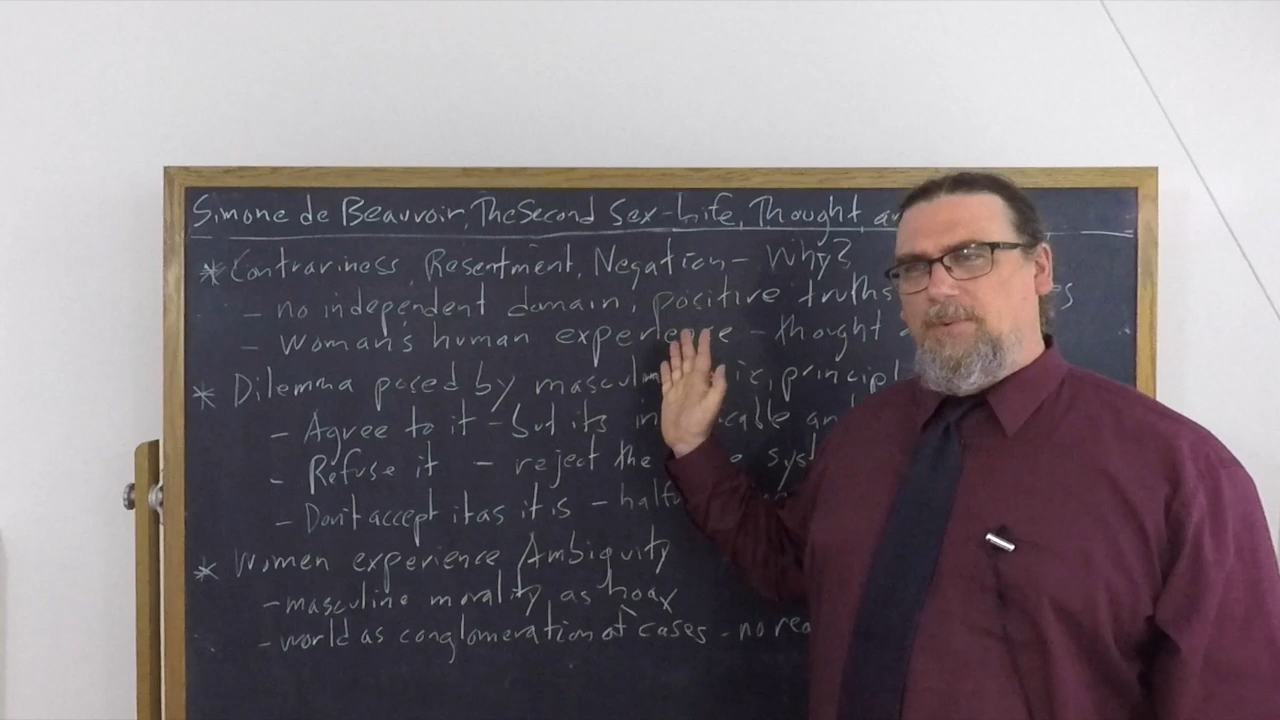 Simone de Beauvoir, The Second Sex - Life, Thought, a
* Contrariness, Resentment, Negation - Why?
- no independent domain, positive truths
- woman's human experience - thought
* Dilemma posed by
- Agree to it - but its
- Refuse it - reject the
- Don't accept it as it is -
* Women experience Ambiguity
- masculine morality as hoax
- world as conglomeration of cases - no